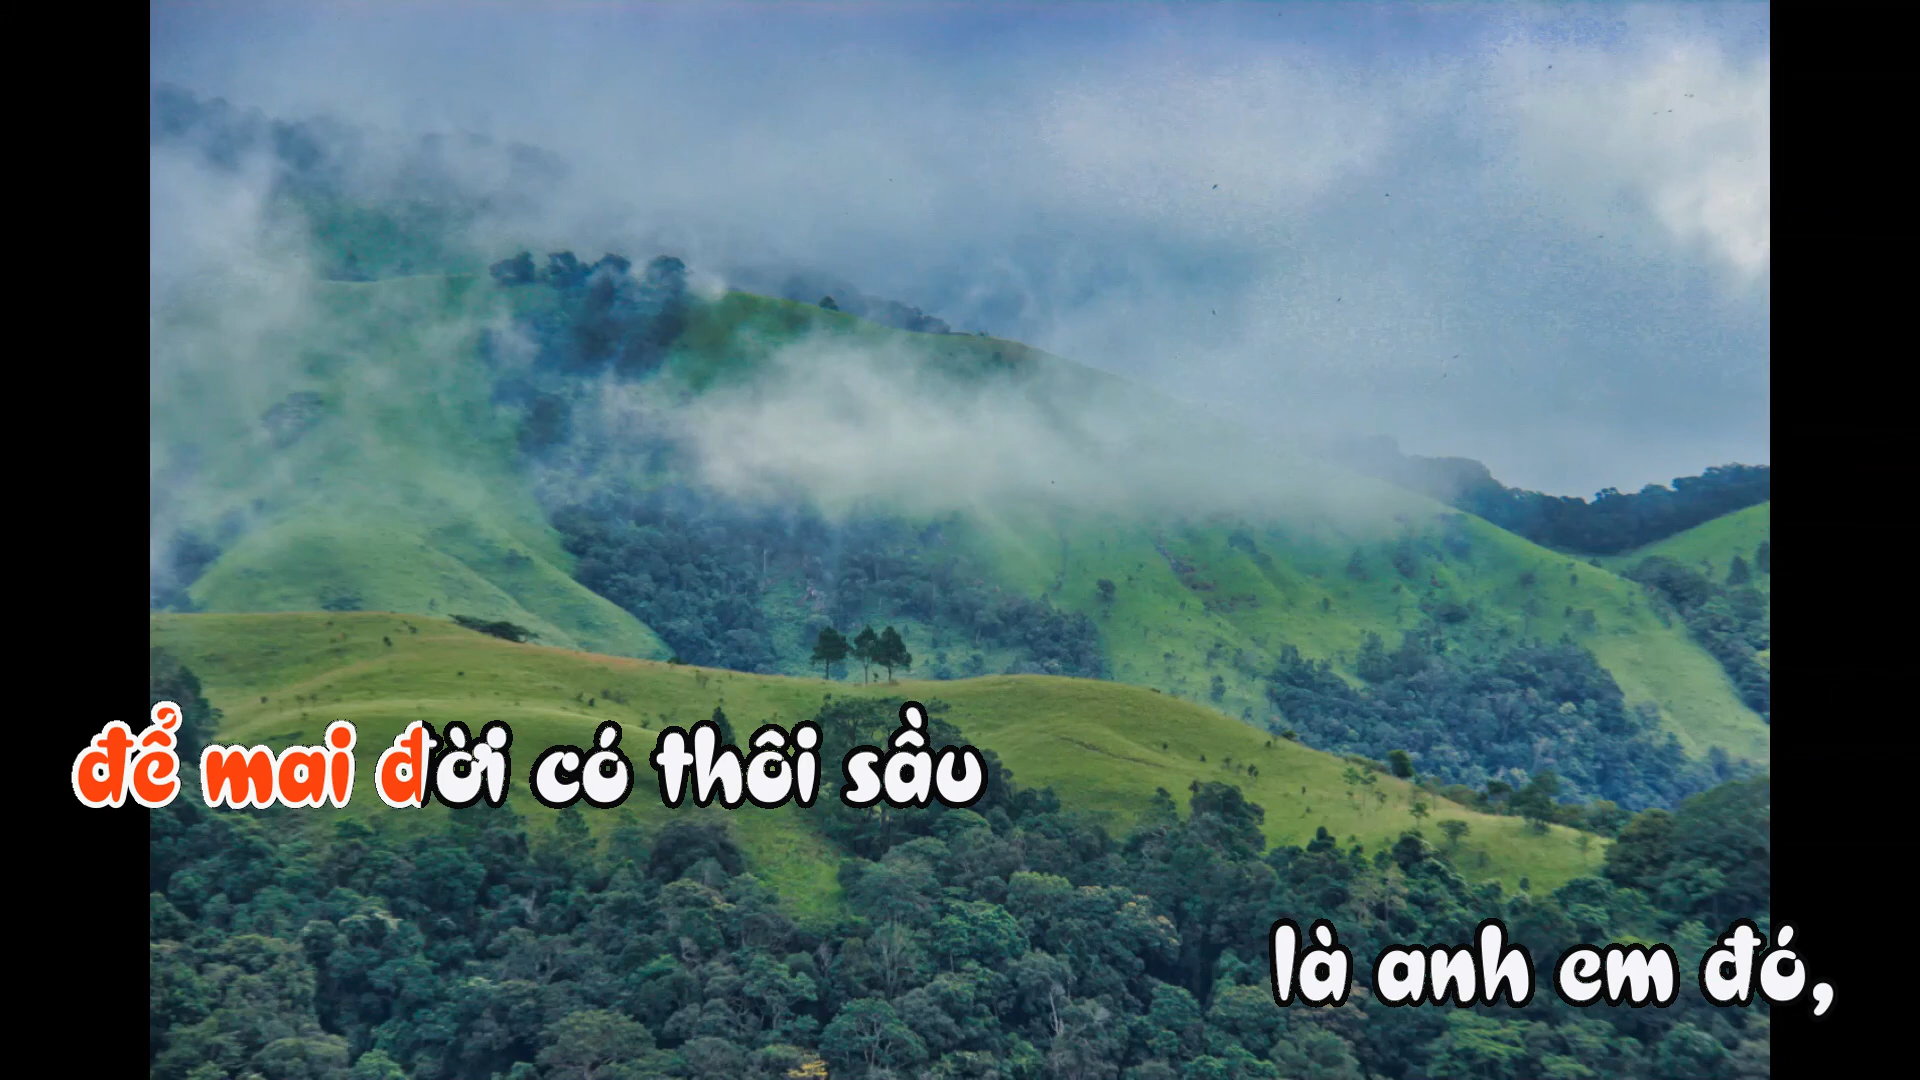 để mai đời có thôi sầu
là anh em đó,